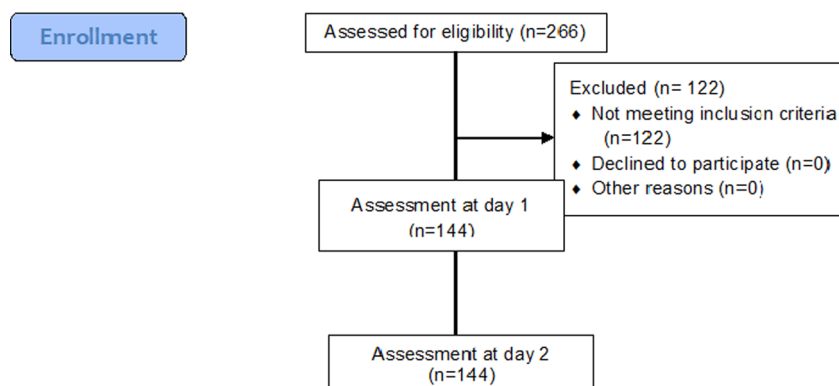 Enrollment
Assessed for eligibility (n=266)
Excluded (n= 122)
♦ Not meeting inclusion criteria
(n=122)
♦ Declined to participate (n=0)
♦ Other reasons (n=0)
Assessment at day 1
(n=144)
Assessment at day 2
(n=144)